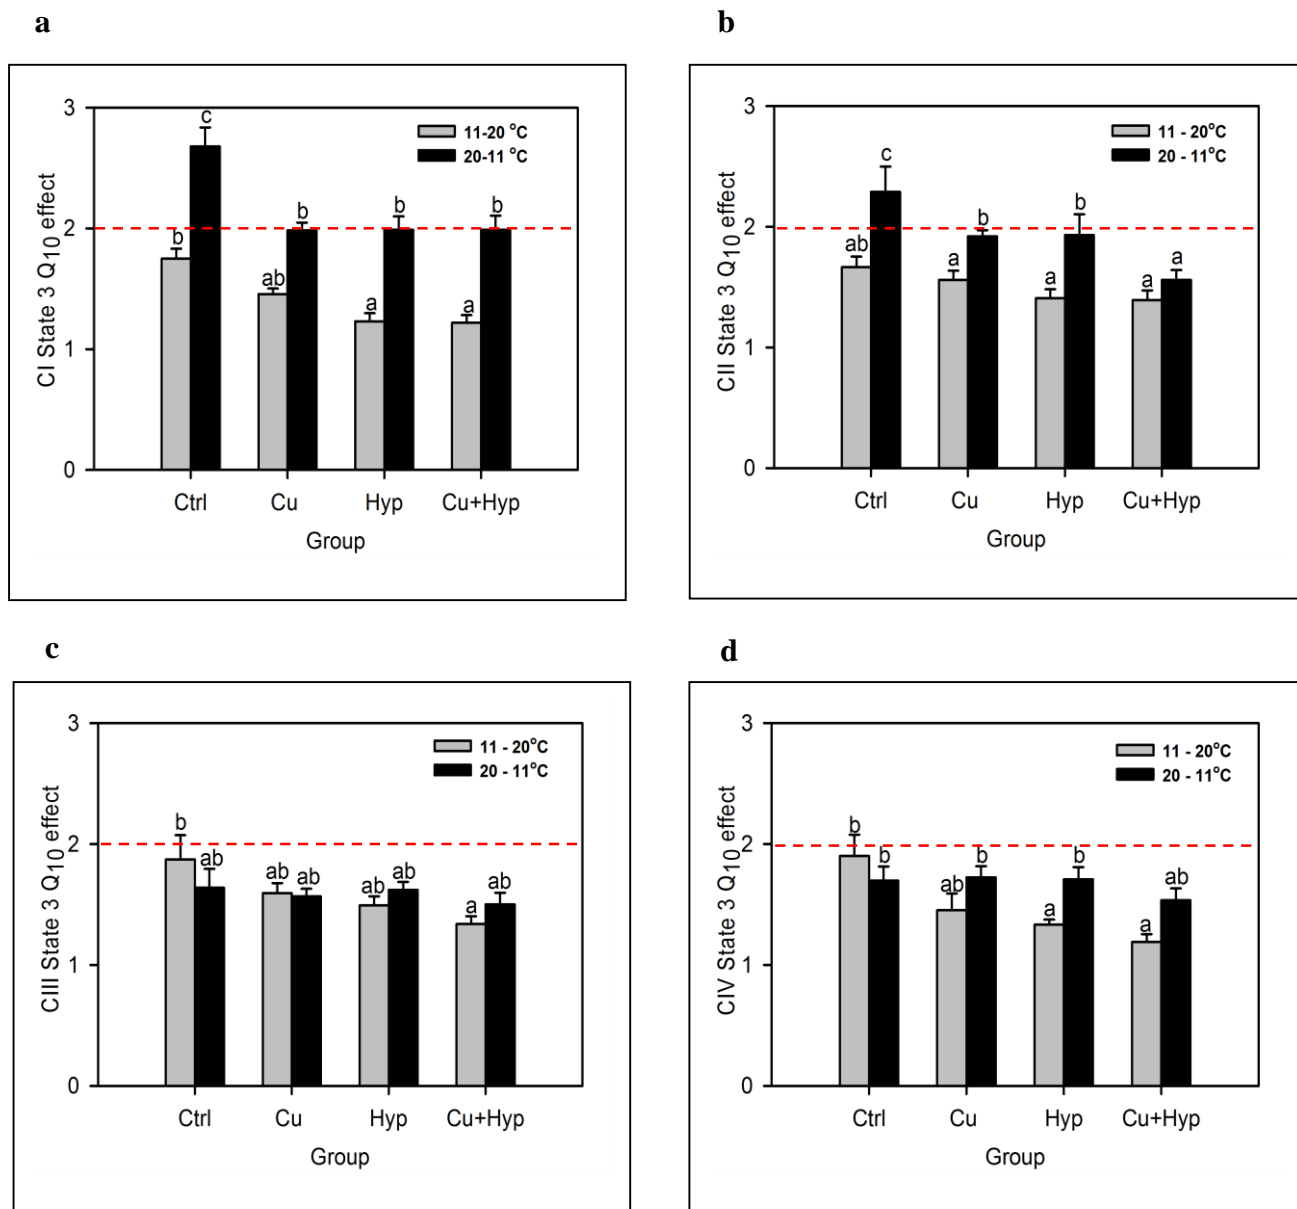 a
3
2
1
0
CI State 3 Q10 effect
11-20 °C
20-11 °C
b
c
ab
b
a
b
a
b
Ctrl
Cu
Hyp
Cu+Hyp
Group
b
3
2
1
0
CII State 3 Q10 effect
11 - 20°C
20 - 11°C
ab
c
a
b
a
b
a
a
Ctrl
Cu
Hyp
Cu+Hyp
Group
c
3
2
1
0
CIII State 3 Q10 effect
11 - 20°C
20 - 11°C
b
ab
ab
ab
ab
ab
a
ab
Ctrl
Cu
Hyp
Cu+Hyp
Group
d
3
2
1
0
CIV State 3 Q10 effect
11 - 20°C
20 - 11°C
b
b
ab
b
a
b
a
ab
Ctrl
Cu
Hyp
Cu+Hyp
Group